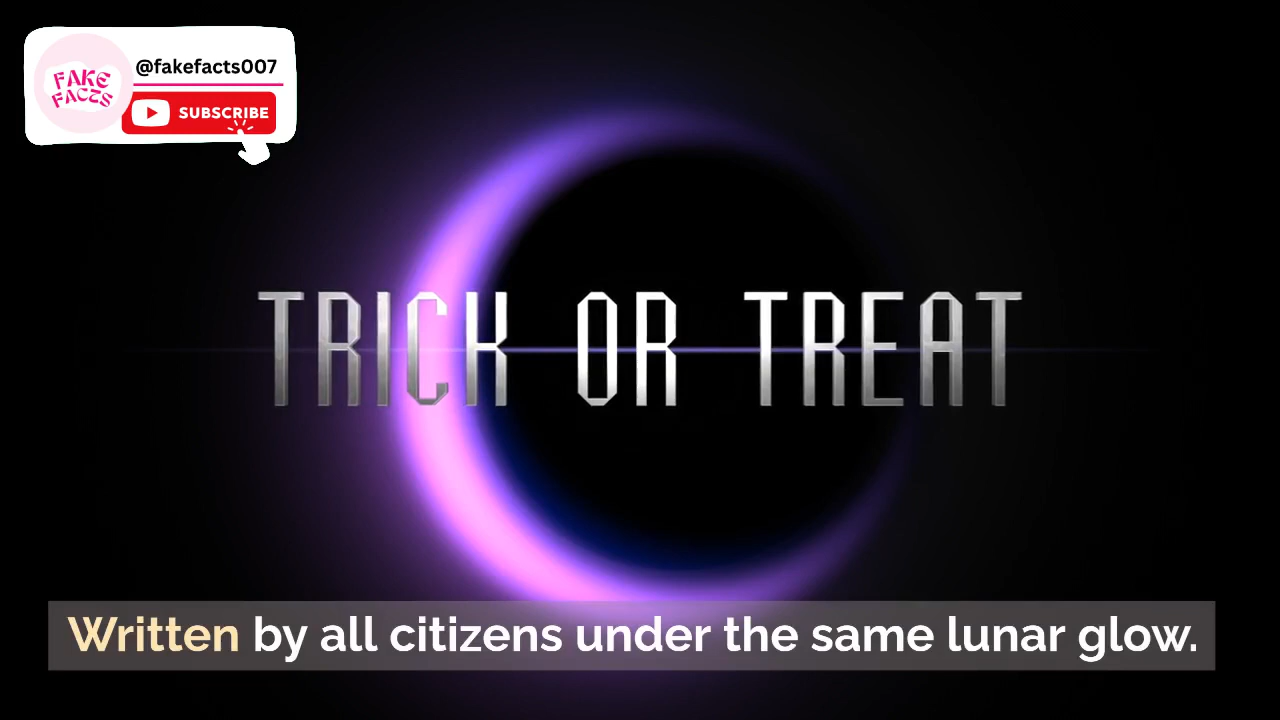 FAKE
FACTS
@fakefacts007
SUBSCRIBE
TRICK OR TREAT
Written by all citizens under the same lunar glow.